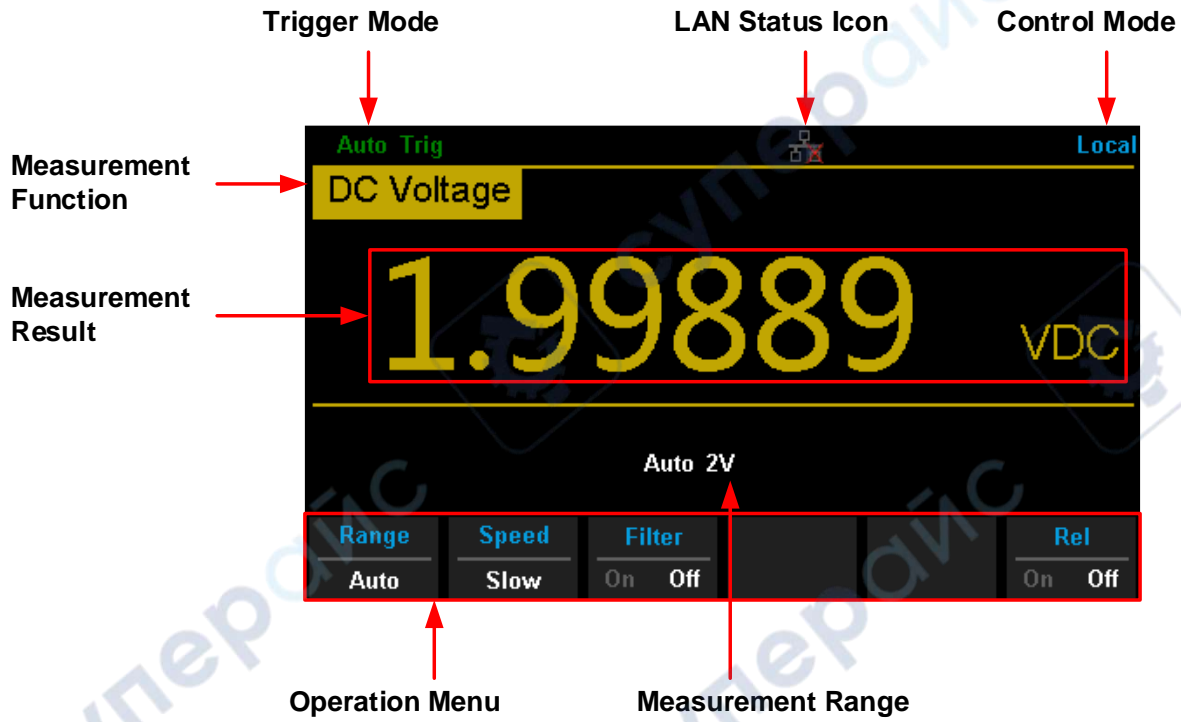 Trigger Mode
LAN Status Icon
Control Mode
Auto Trig
Local
Measurement
Function
DC Voltage
Measurement
Result
1.99889
VDC
Auto 2V
Range
Speed
Filter
Rel
Auto
Slow
On Off
On Off
Operation Menu
Measurement Range
суперайс